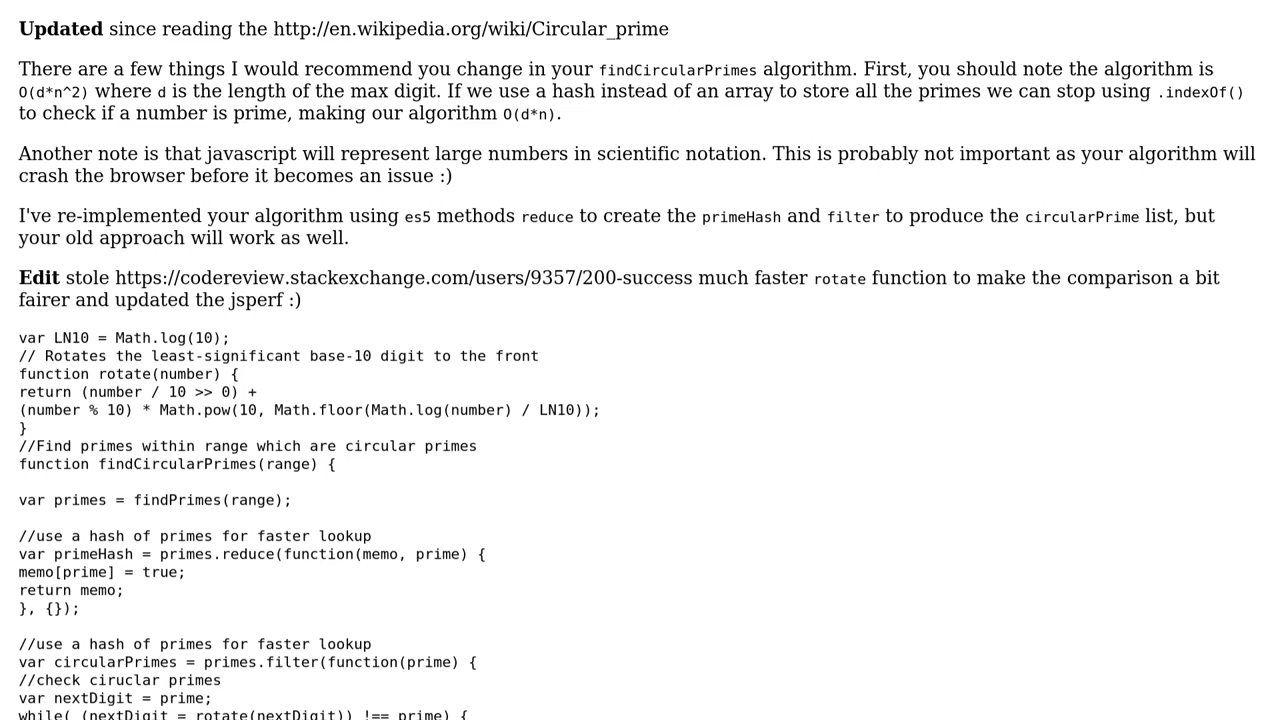 Updated since reading the http://en.wikipedia.org/wiki/Circular_prime
There are a few things I would recommend you change in your findCircularPrimes algorithm. First, you should note the algorithm is
O(d*n^2) where d is the length of the max digit. If we use a hash instead of an array to store all the primes we can stop using .indexOf()
to check if a number is prime, making our algorithm O(d*n).
Another note is that javascript will represent large numbers in scientific notation. This is probably not important as your algorithm will
crash the browser before it becomes an issue :)
I've re-implemented your algorithm using es5 methods reduce to create the primeHash and filter to produce the circularPrime list, but
your old approach will work as well.
Edit stole https://codereview.stackexchange.com/users/9357/200-success much faster rotate function to make the comparison a bit
fairer and updated the jsperf :)
var LN10 = Math.log(10);
// Rotates the least-significant base-10 digit to the front
function rotate(number) {
return (number / 10 >> 0) +
(number % 10) * Math.pow(10, Math.floor(Math.log(number) / LN10));
}
//Find primes within range which are circular primes
function findCircularPrimes(range) {
var primes = findPrimes(range);
//use a hash of primes for faster lookup
var primeHash = primes.reduce(function(memo, prime) {
memo[prime] = true;
return memo;
}, {});
//use a hash of primes for faster lookup
var circularPrimes = primes.filter(function(prime) {
//check ciruclar primes
var nextDigit = prime;
while( (nextDigit = rotate(nextDigit)) !== prime) {